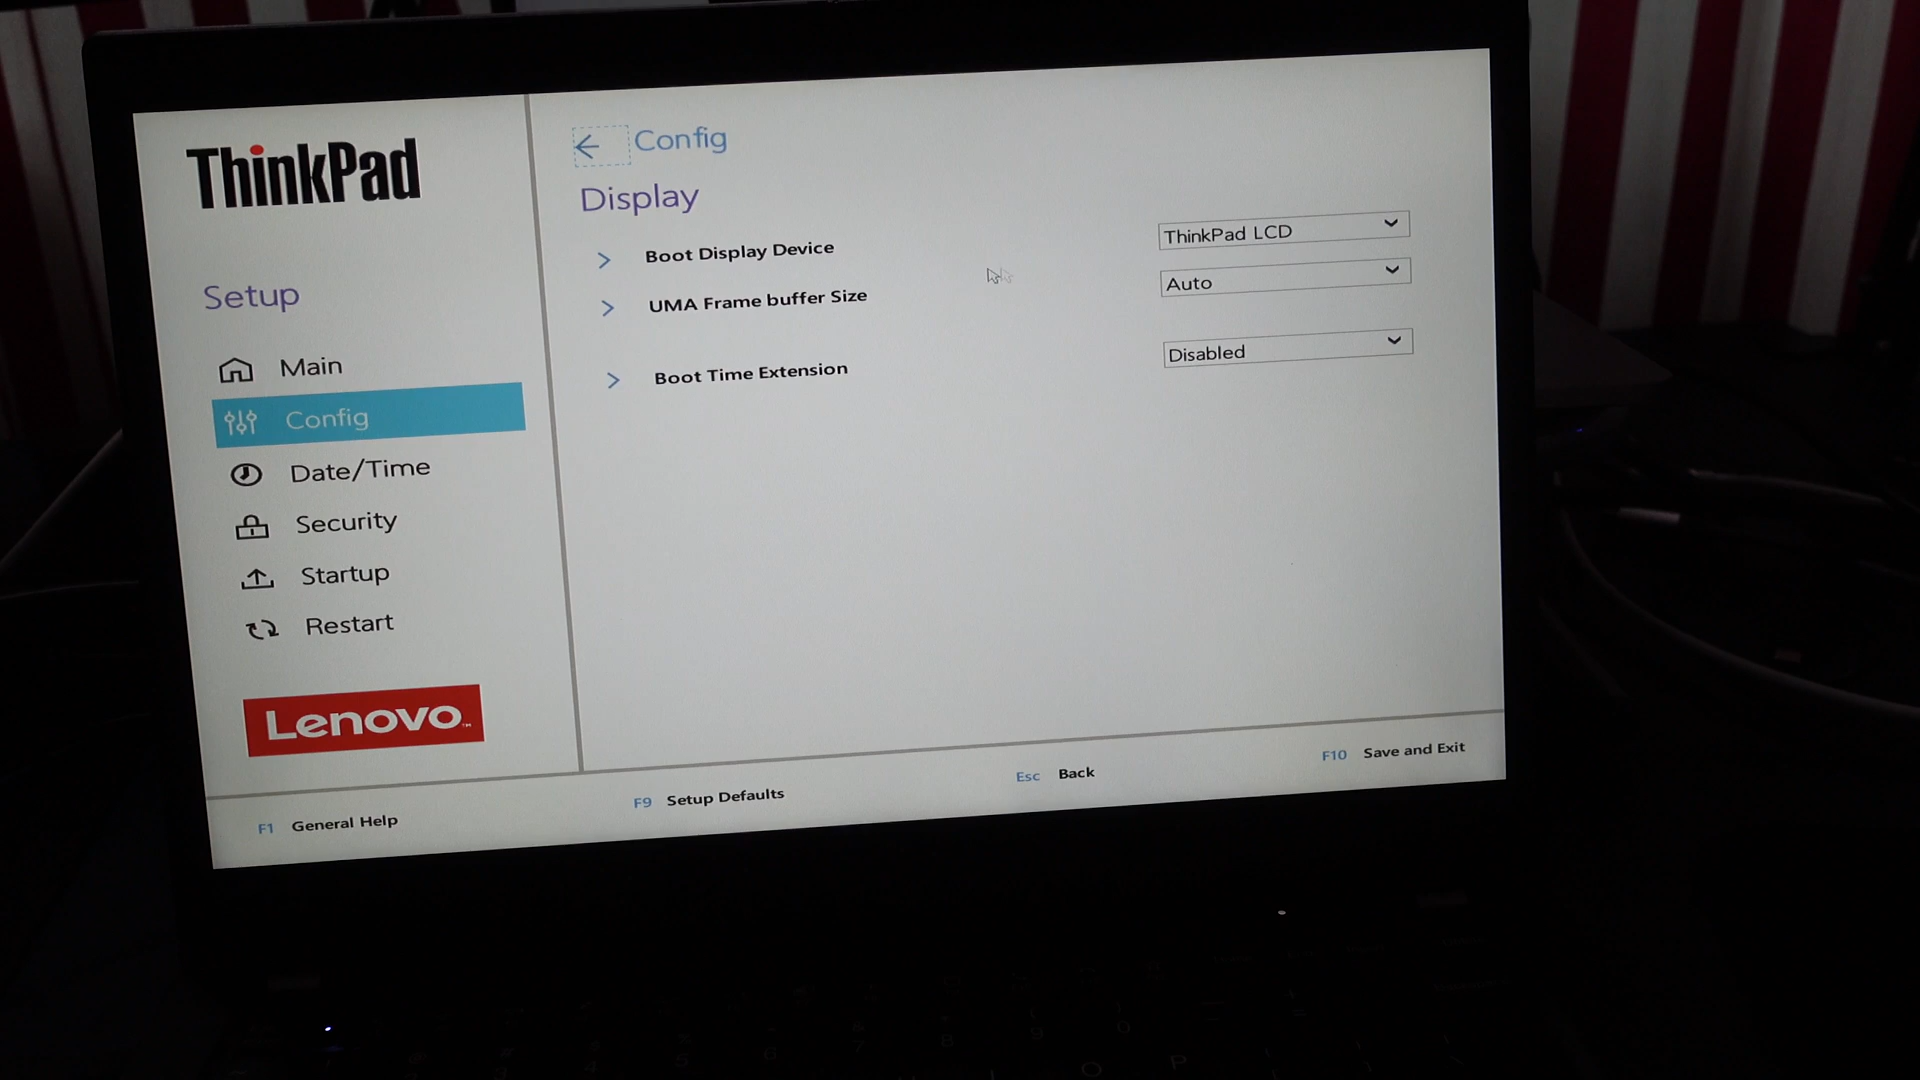 ThinkPad
Setup
Main
Config
Date/Time
Security
Startup
Restart
Lenovo™
Config
Display
Boot Display Device
ThinkPad LCD
UMA Frame buffer Size
Auto
Boot Time Extension
Disabled
F1 General Help
F9 Setup Defaults
Esc Back
F10 Save and Exit
O P